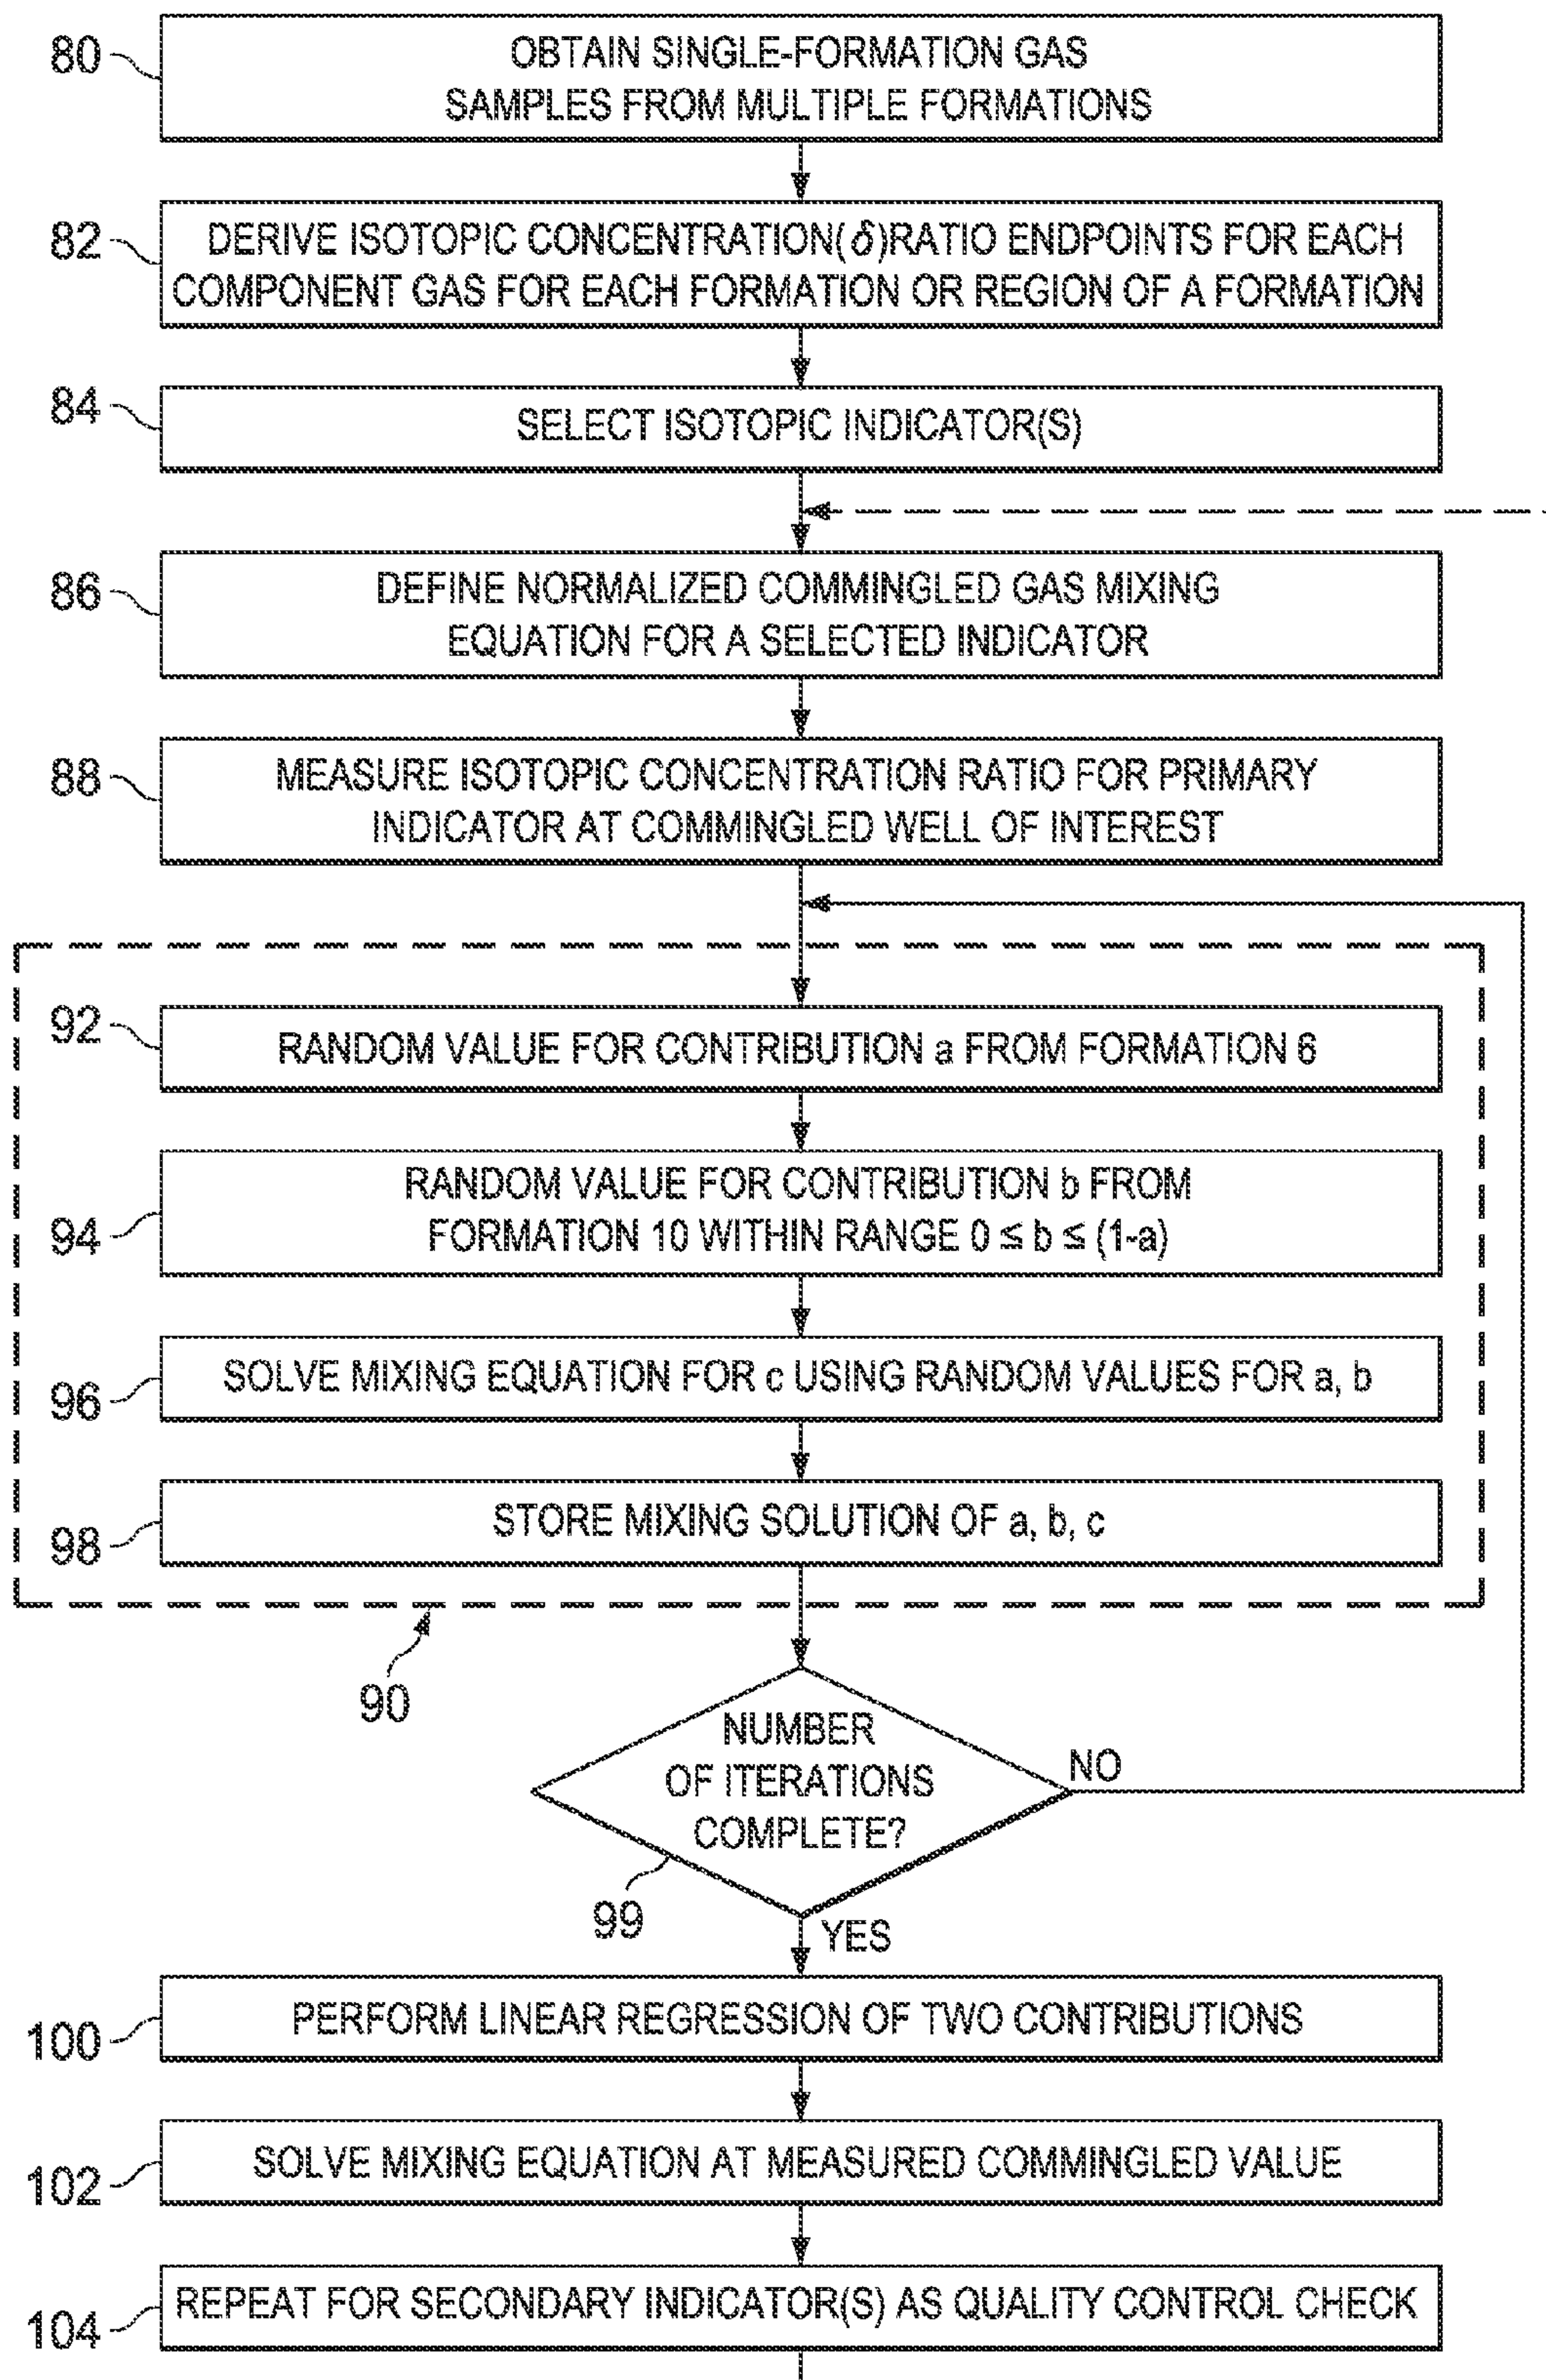 80
OBTAIN SINGLE-FORMATION GAS
SAMPLES FROM MULTIPLE FORMATIONS
82
DERIVE ISOTOPIC CONCENTRATION(δ)RATIO ENDPOINTS FOR EACH
COMPONENT GAS FOR EACH FORMATION OR REGION OF A FORMATION
84
SELECT ISOTOPIC INDICATOR(S)
86
DEFINE NORMALIZED COMMINGLED GAS MIXING
EQUATION FOR A SELECTED INDICATOR
88
MEASURE ISOTOPIC CONCENTRATION RATIO FOR PRIMARY
INDICATOR AT COMMINGLED WELL OF INTEREST
92
RANDOM VALUE FOR CONTRIBUTION a FROM FORMATION 6
94
RANDOM VALUE FOR CONTRIBUTION b FROM
FORMATION 10 WITHIN RANGE 0 ≤ b ≤ (1-a)
96
SOLVE MIXING EQUATION FOR c USING RANDOM VALUES FOR a, b
98
STORE MIXING SOLUTION OF a, b, c
90
NUMBER
OF ITERATIONS
COMPLETE?
NO
99
YES
100
PERFORM LINEAR REGRESSION OF TWO CONTRIBUTIONS
102
SOLVE MIXING EQUATION AT MEASURED COMMINGLED VALUE
104
REPEAT FOR SECONDARY INDICATOR(S) AS QUALITY CONTROL CHECK